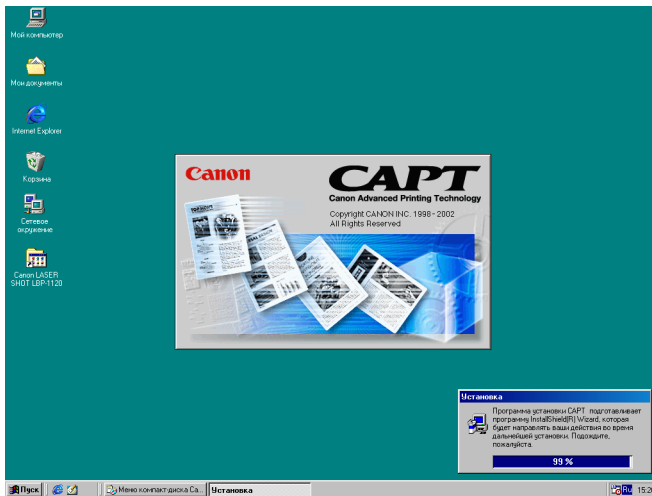 Мой компьютер
Мои документы
Internet Explorer
Корзина
Сетевое
окружение
Canon LASER
SHOT LBP-1120
Canon
CAPT
Canon Advanced Printing Technology
Copyright CANON INC. 1998 - 2002
All Rights Reserved
Установка
Программа установки CAPT подготавливает
программу InstallShield(R) Wizard, которая
будет направлять ваши действия во время
дальнейшей установки. Подождите,
пожалуйста.
99 %
Пуск
Меню компакт-диска Ca...
Установка
Ru